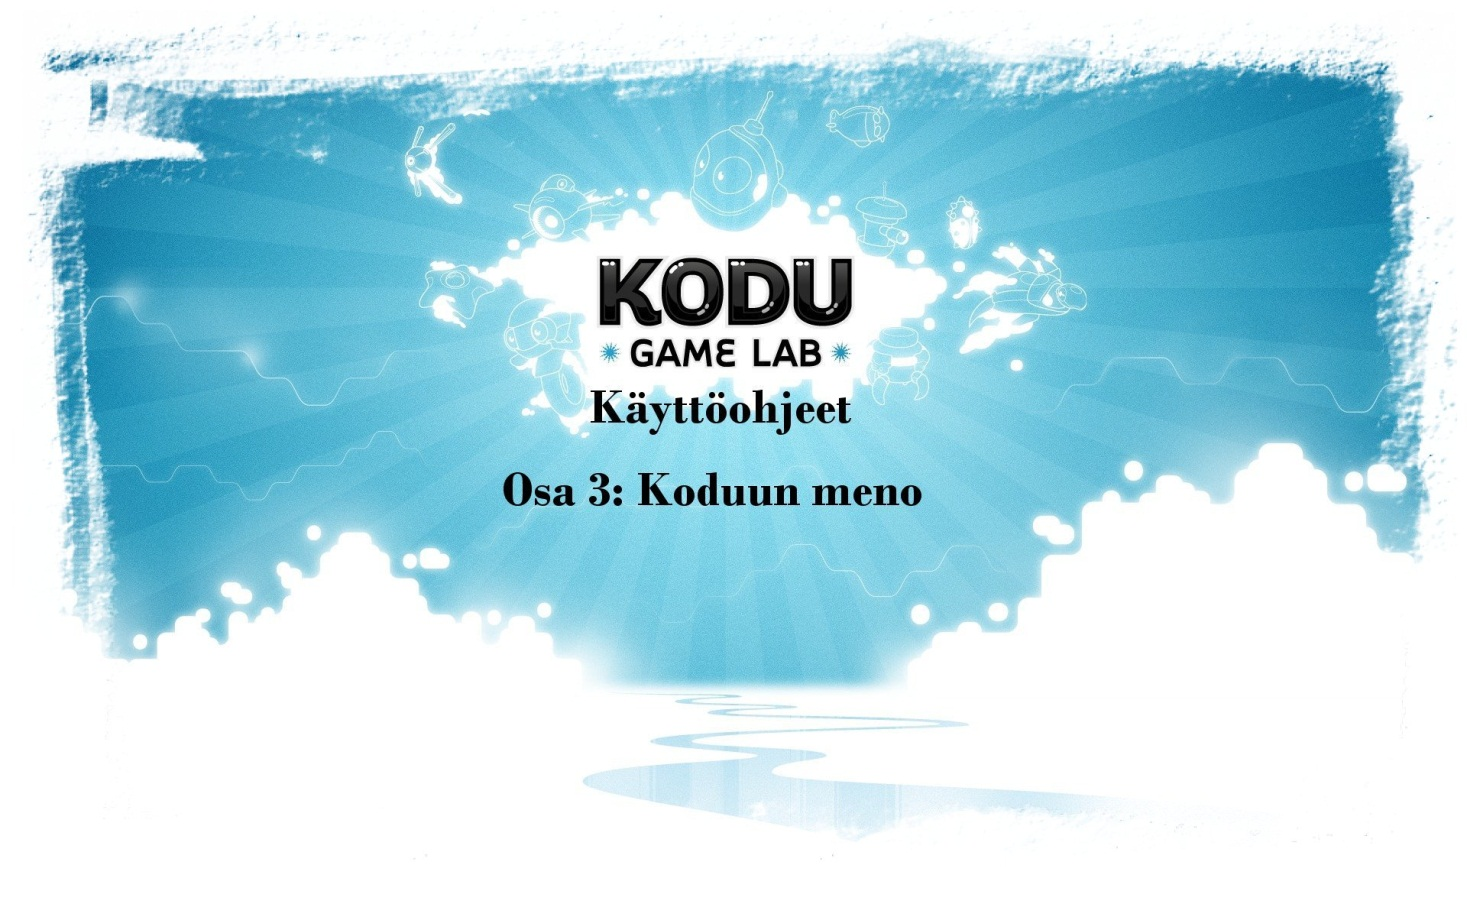 KODU
GAME LAB
Käyttöohjeet
Osa 3: Koduun meno